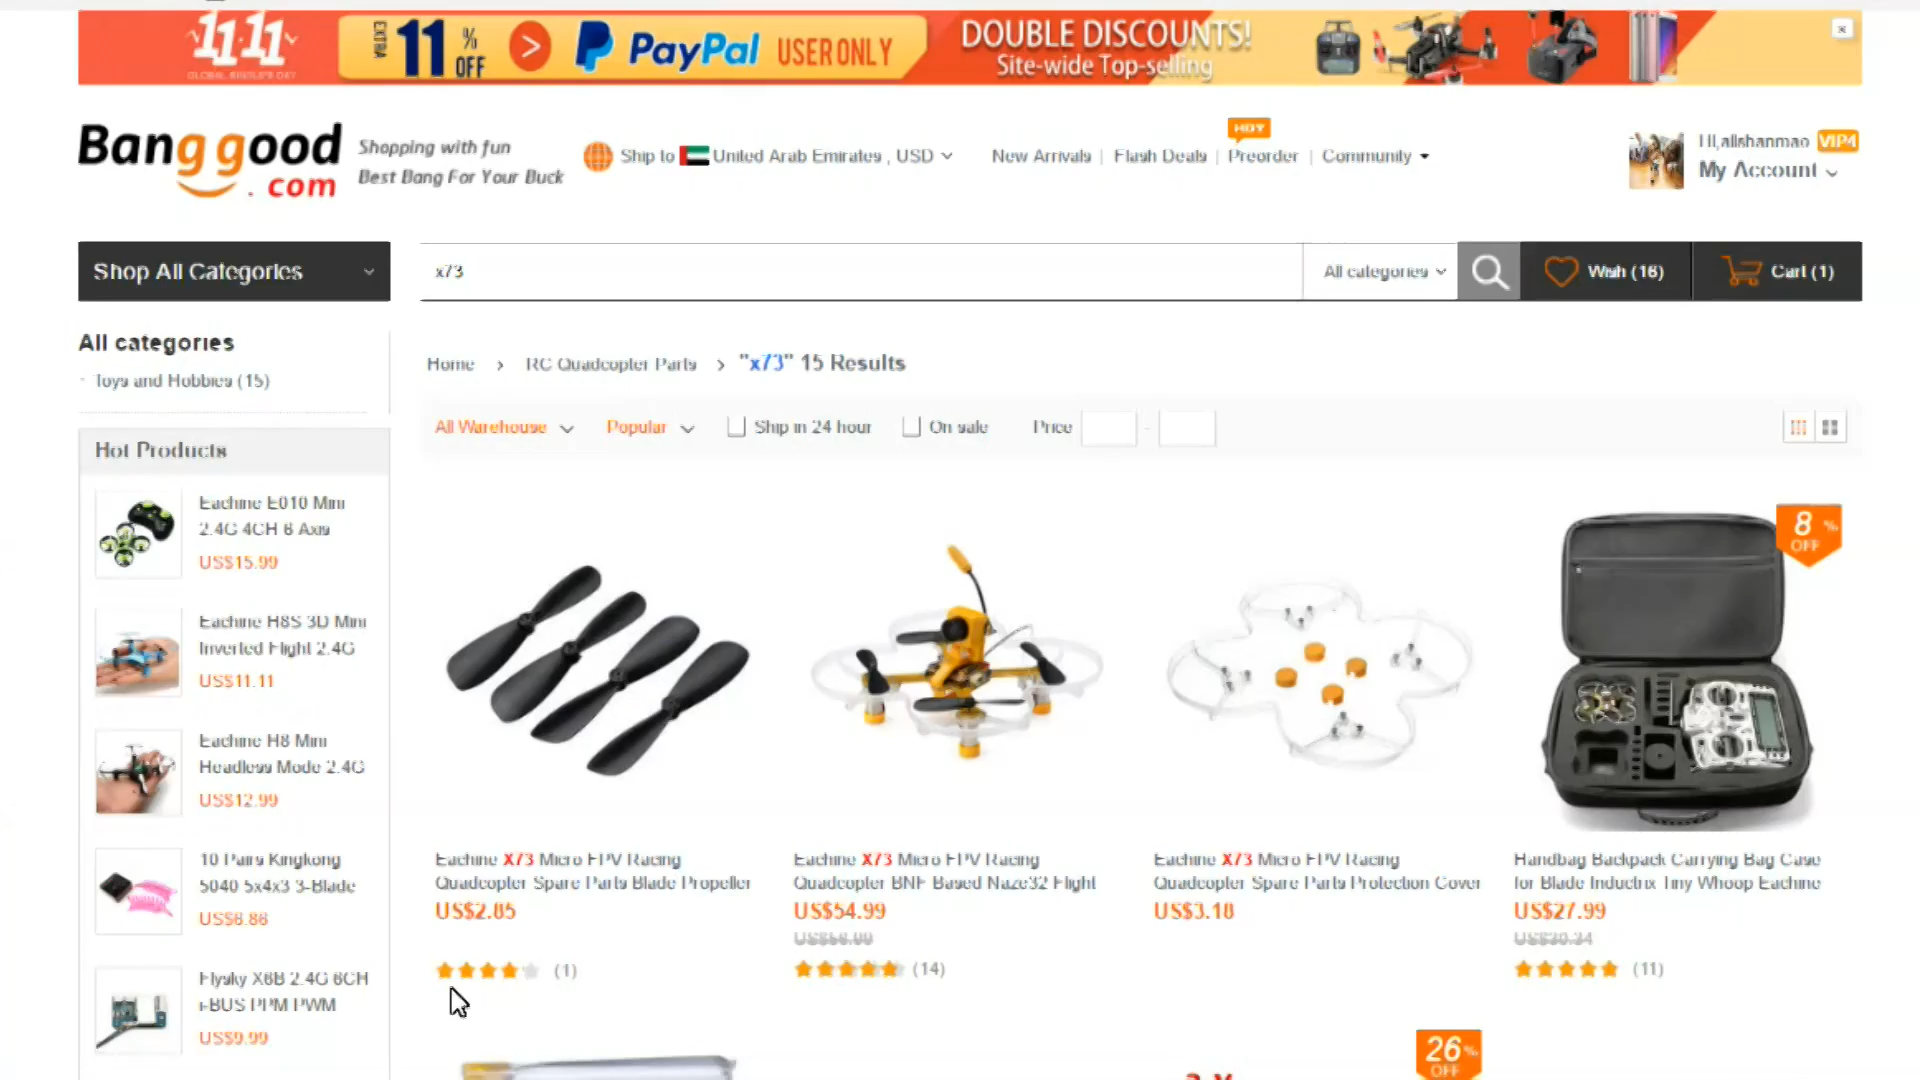 11.11
GLOBAL SINGLE'S DAY
EXTRA 11% OFF > PayPal USER ONLY
DOUBLE DISCOUNTS!
Site-wide Top-selling
Banggood
.com
Shopping with fun
Best Bang For Your Buck
Ship to United Arab Emirates , USD
New Arrivals | Flash Deals | Preorder | Community
HOT
Hi,alishanmao VIP4
My Account
Shop All Categories
x73
All categories
Wish (16)
Cart (1)
All categories
Toys and Hobbies (15)
Home > RC Quadcopter Parts > "x73" 15 Results
All Warehouse
Popular
Ship in 24 hour
On sale
Price -
Hot Products
Eachine E010 Mini
2.4G 4CH 6 Axis
US$15.99
Eachine H8S 3D Mini
Inverted Flight 2.4G
US$11.11
Eachine H8 Mini
Headless Mode 2.4G
US$12.99
10 Pairs Kingkong
5040 5x4x3 3-Blade
US$6.86
Flysky X6B 2.4G 6CH
i-BUS PPM PWM
US$9.99
Eachine X73 Micro FPV Racing
Quadcopter Spare Parts Blade Propeller
US$2.85
(1)
Eachine X73 Micro FPV Racing
Quadcopter BNF Based Naze32 Flight
US$54.99
(14)
Eachine X73 Micro FPV Racing
Quadcopter Spare Parts Protection Cover
US$3.18
8% OFF
Handbag Backpack Carrying Bag Case
for Blade Inductrix Tiny Whoop Eachine
US$27.99
US$30.34
(11)
26% OFF